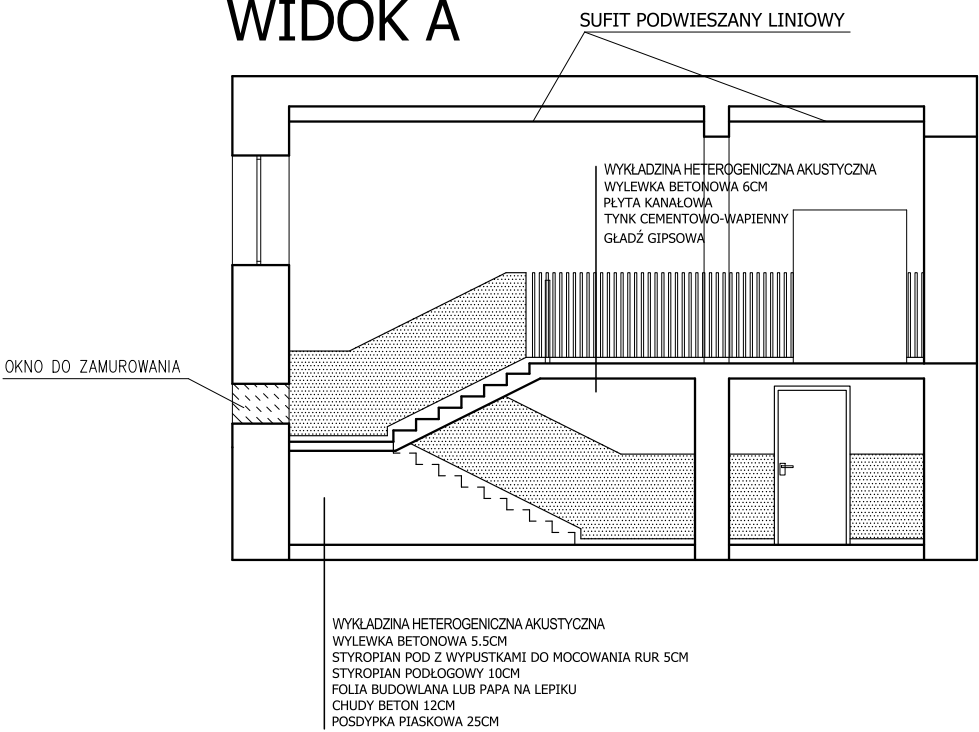 WIDOK A
SUFIT PODWIESZANY LINIOWY
WYKŁADZINA HETEROGENICZNA AKUSTYCZNA
WYLEWKA BETONOWA 6CM
PŁYTA KANAŁOWA
TYNK CEMENTOWO-WAPIENNY
GŁADŹ GIPSOWA
OKNO DO ZAMUROWANIA
WYKŁADZINA HETEROGENICZNA AKUSTYCZNA
WYLEWKA BETONOWA 5.5CM
STYROPIAN POD Z WYPUSTKAMI DO MOCOWANIA RUR 5CM
STYROPIAN PODŁOGOWY 10CM
FOLIA BUDOWLANA LUB PAPA NA LEPIKU
CHUDY BETON 12CM
POSDYPKA PIASKOWA 25CM